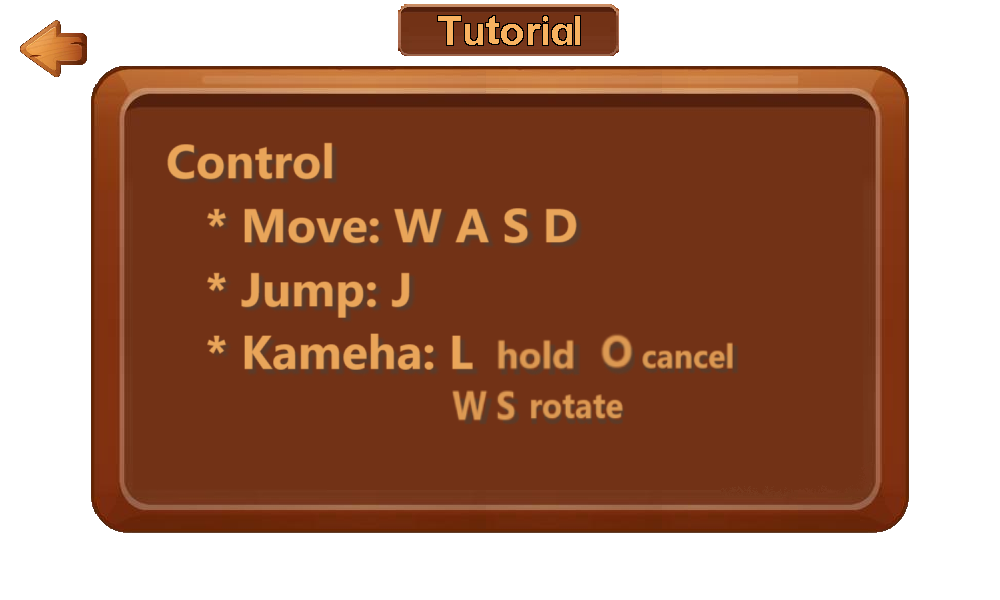 Tutorial
Control
* Move: W A S D
* Jump: J
* Kameha: L hold O cancel
W S rotate